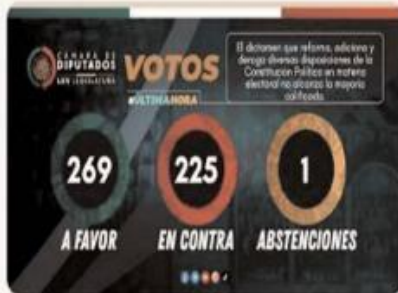 CÁMARA DE
DIPUTADOS
LXV LEGISLATURA
VOTOS
#ÚLTIMAHORA
El dictamen que reforma, adiciona y
deroga diversas disposiciones de la
Constitución Política en materia
electoral no alcanza la mayoría
calificada.
269
225
1
A FAVOR
EN CONTRA
ABSTENCIONES